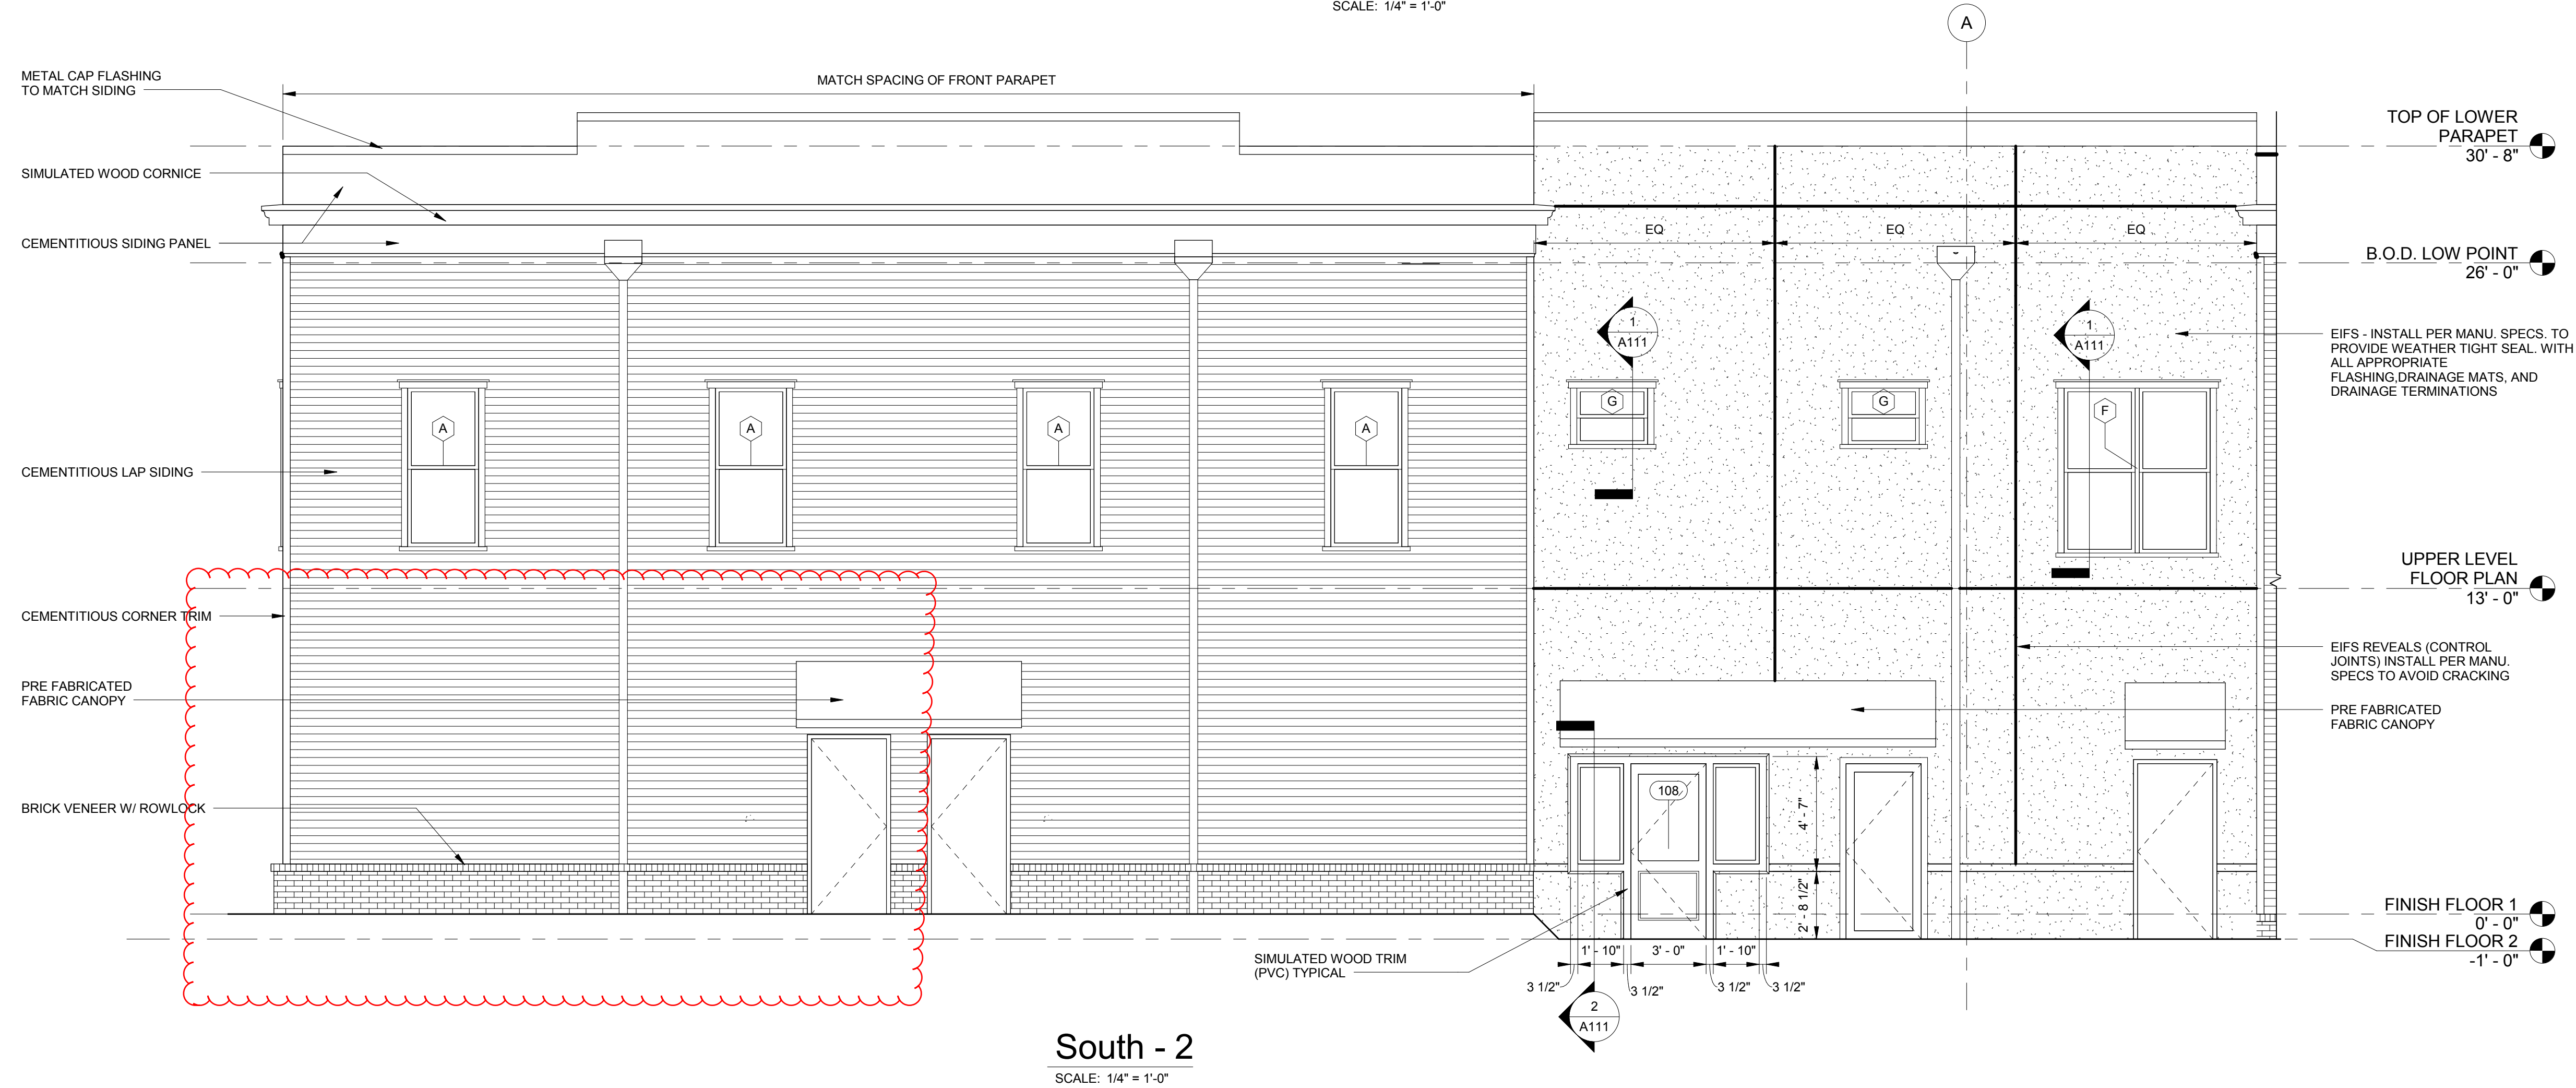 SCALE: 1/4" = 1'-0"
A
METAL CAP FLASHING
TO MATCH SIDING
MATCH SPACING OF FRONT PARAPET
TOP OF LOWER
PARAPET
30' - 8"
SIMULATED WOOD CORNICE
CEMENTITIOUS SIDING PANEL
EQ
EQ
EQ
B.O.D. LOW POINT
26' - 0"
1
A111
1
A111
EIFS - INSTALL PER MANU. SPECS. TO
PROVIDE WEATHER TIGHT SEAL. WITH
ALL APPROPRIATE
FLASHING,DRAINAGE MATS, AND
DRAINAGE TERMINATIONS
A
A
A
A
G
G
F
CEMENTITIOUS LAP SIDING
UPPER LEVEL
FLOOR PLAN
13' - 0"
CEMENTITIOUS CORNER TRIM
EIFS REVEALS (CONTROL
JOINTS) INSTALL PER MANU.
SPECS TO AVOID CRACKING
PRE FABRICATED
FABRIC CANOPY
PRE FABRICATED
FABRIC CANOPY
108
4' - 7"
BRICK VENEER W/ ROWLOCK
2' - 8 1/2"
FINISH FLOOR 1
0' - 0"
FINISH FLOOR 2
-1' - 0"
SIMULATED WOOD TRIM
(PVC) TYPICAL
1' - 10"
3' - 0"
1' - 10"
3 1/2"
3 1/2"
3 1/2"
3 1/2"
2
A111
South - 2
SCALE: 1/4" = 1'-0"